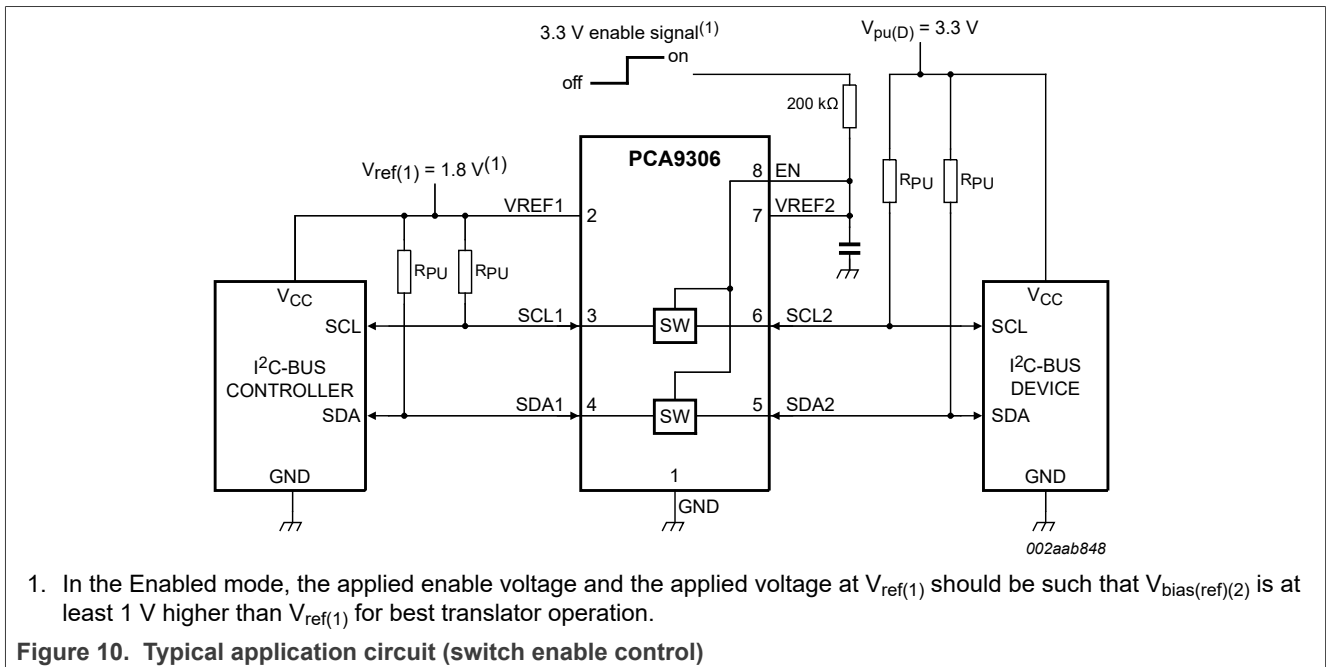 3.3 V enable signal(1)
off
on
Vpu(D) = 3.3 V
200 kΩ
PCA9306
Vref(1) = 1.8 V(1)
8 EN
RPU RPU
VREF1 2
7 VREF2
RPU RPU
VCC
VCC
SCL
SCL1 3
SW
6 SCL2
SCL
I2C-BUS
CONTROLLER
I2C-BUS
DEVICE
SDA
SDA1 4
SW
5 SDA2
SDA
GND
1
GND
GND
002aab848
1. In the Enabled mode, the applied enable voltage and the applied voltage at Vref(1) should be such that Vbias(ref)(2) is at
least 1 V higher than Vref(1) for best translator operation.
Figure 10. Typical application circuit (switch enable control)